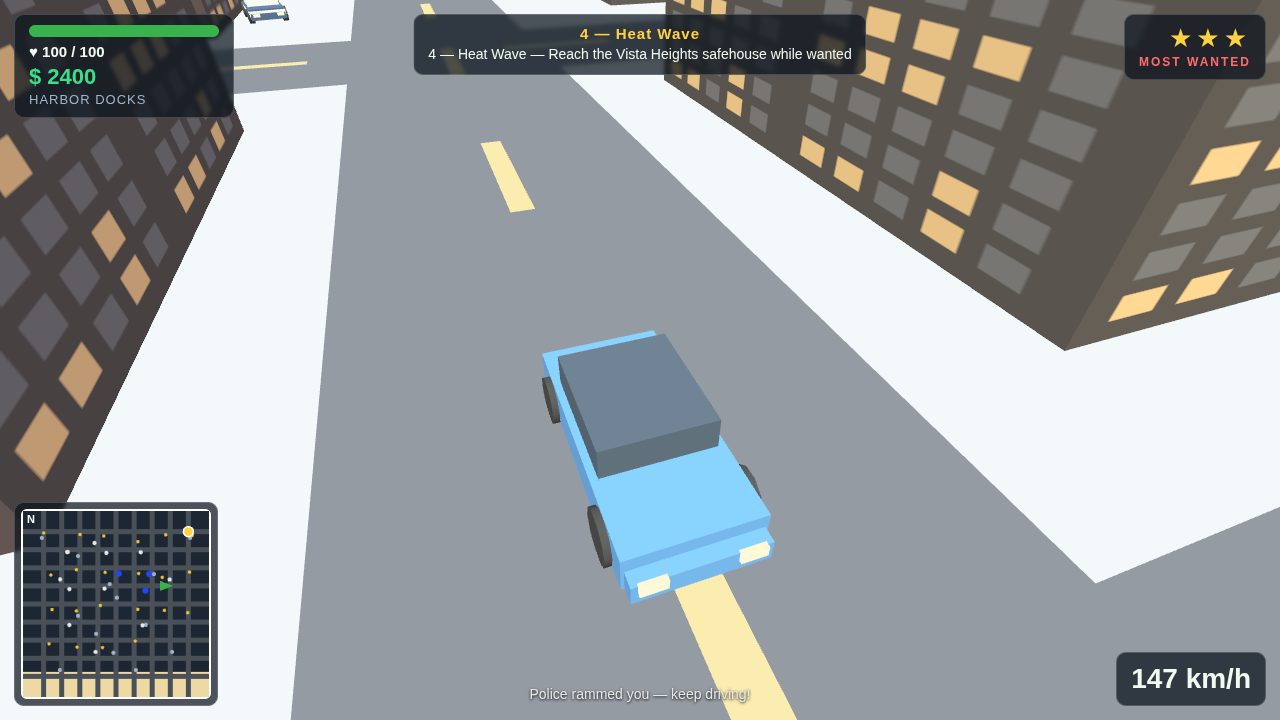 ♥ 100 / 100
$ 2400
HARBOR DOCKS
4 — Heat Wave
4 — Heat Wave — Reach the Vista Heights safehouse while wanted
★ ★ ★
MOST WANTED
N
Police rammed you — keep driving!
147 km/h